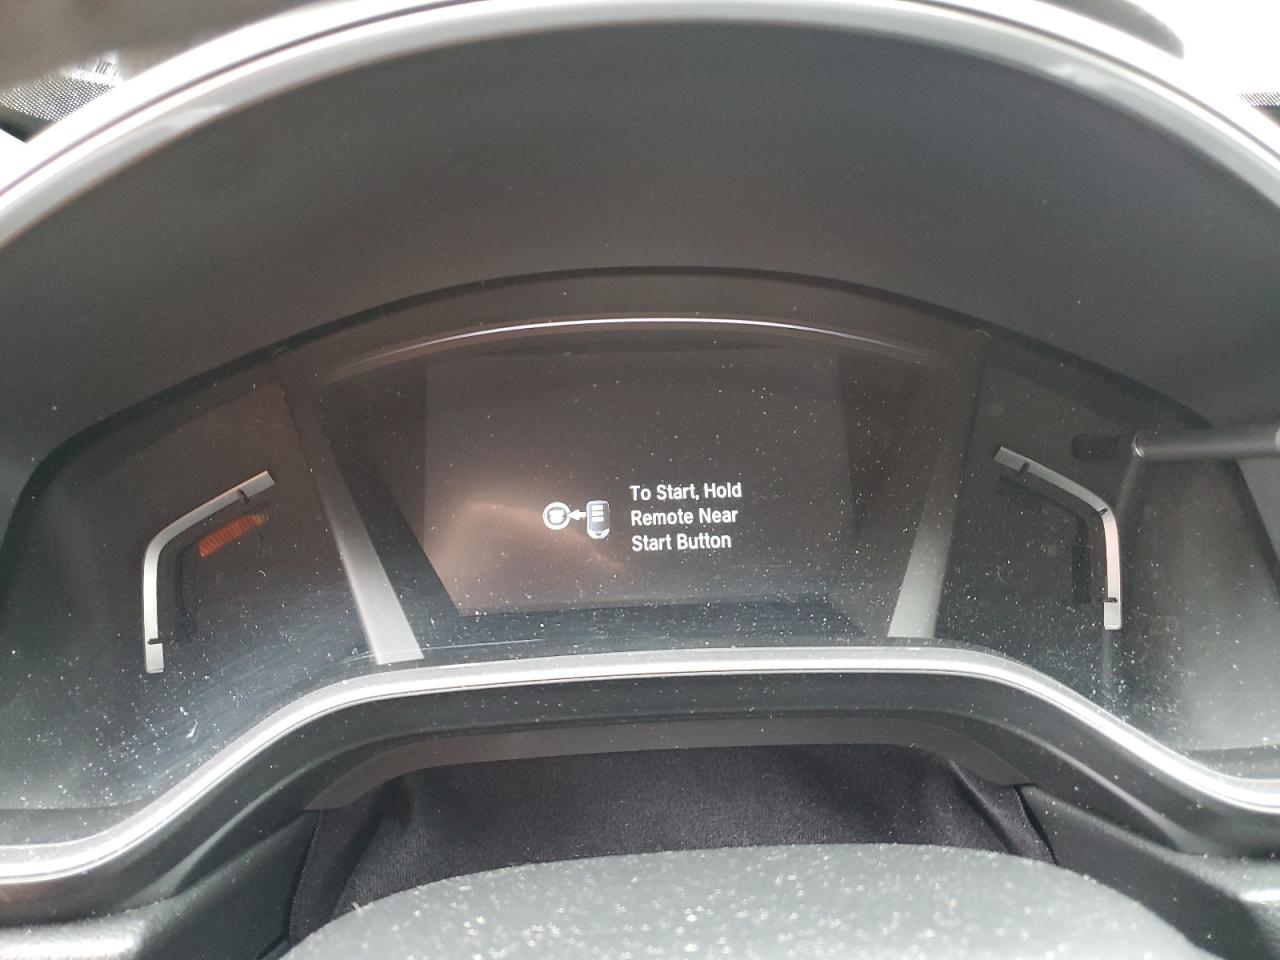 To Start, Hold
Remote Near
Start Button